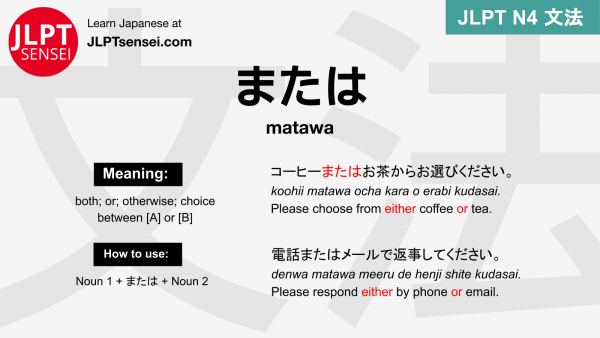 JLPT
SENSEI
Learn Japanese at
JLPTsensei.com
JLPT N4 文法
文法
または
matawa
Meaning:
both; or; otherwise; choice
between [A] or [B]
How to use:
Noun 1 + または + Noun 2
コーヒーまたはお茶からお選びください。
koohii matawa ocha kara o erabi kudasai.
Please choose from either coffee or tea.
電話またはメールで返事してください。
denwa matawa meeru de henji shite kudasai.
Please respond either by phone or email.